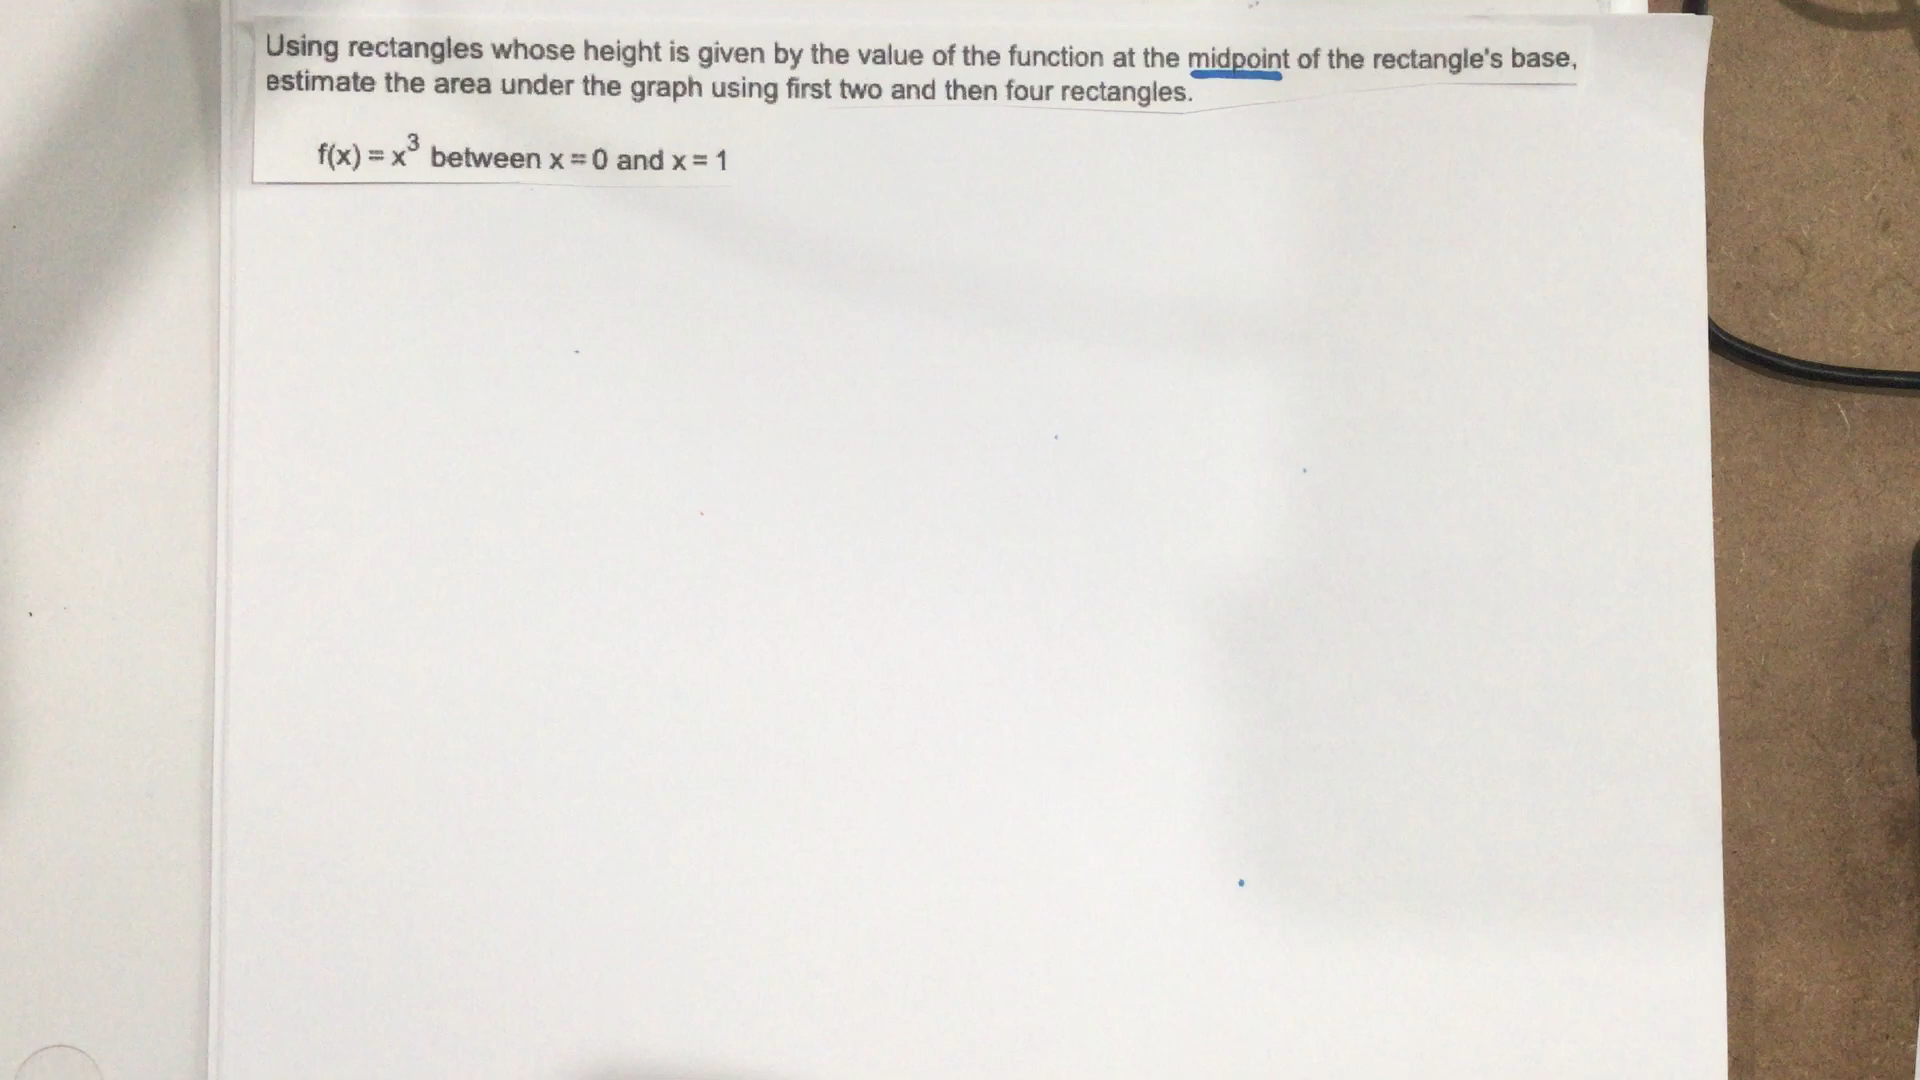 Using rectangles whose height is given by the value of the function at the midpoint of the rectangle's base,
estimate the area under the graph using first two and then four rectangles.
f(x) = x³ between x = 0 and x = 1